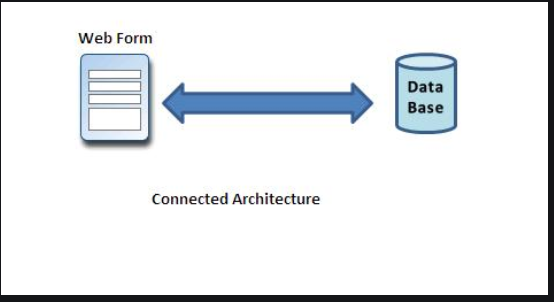 Web Form
Data
Base
Connected Architecture